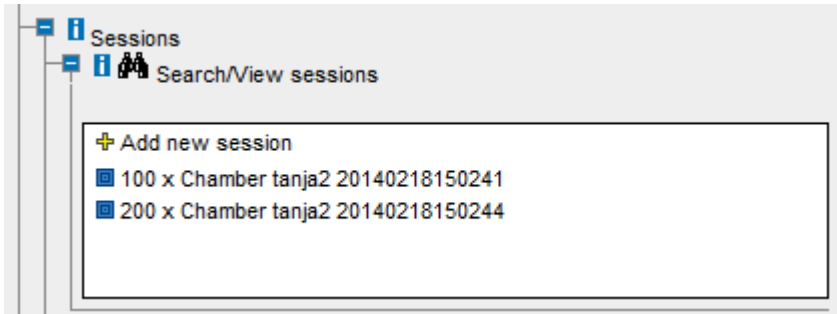 Sessions
Search/View sessions
Add new session
100 x Chamber tanja2 20140218150241
200 x Chamber tanja2 20140218150244